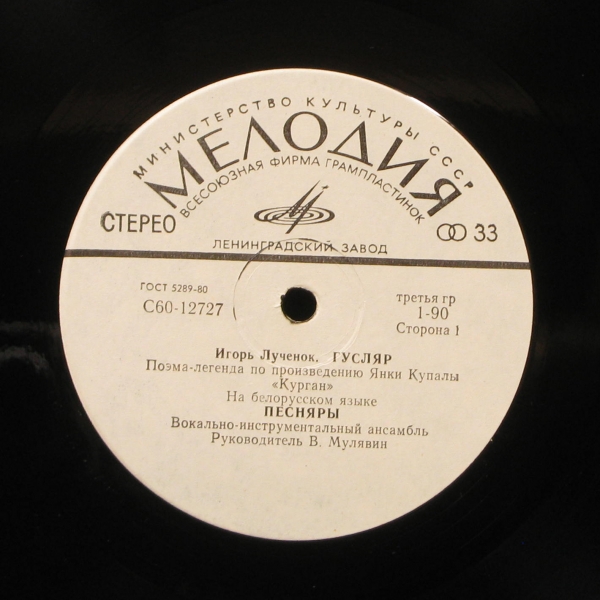 МИНИСТЕРСТВО КУЛЬТУРЫ СССР
МЕЛОДИЯ
ВСЕСОЮЗНАЯ ФИРМА ГРАМПЛАСТИНОК
СТЕРЕО
33
ЛЕНИНГРАДСКИЙ ЗАВОД
ГОСТ 5289-80
С60-12727
третья гр
1-90
Сторона 1
Игорь Лученок. ГУСЛЯР
Поэма-легенда по произведению Янки Купалы
«Курган»
На белорусском языке
ПЕСНЯРЫ
Вокально-инструментальный ансамбль
Руководитель В. Мулявин